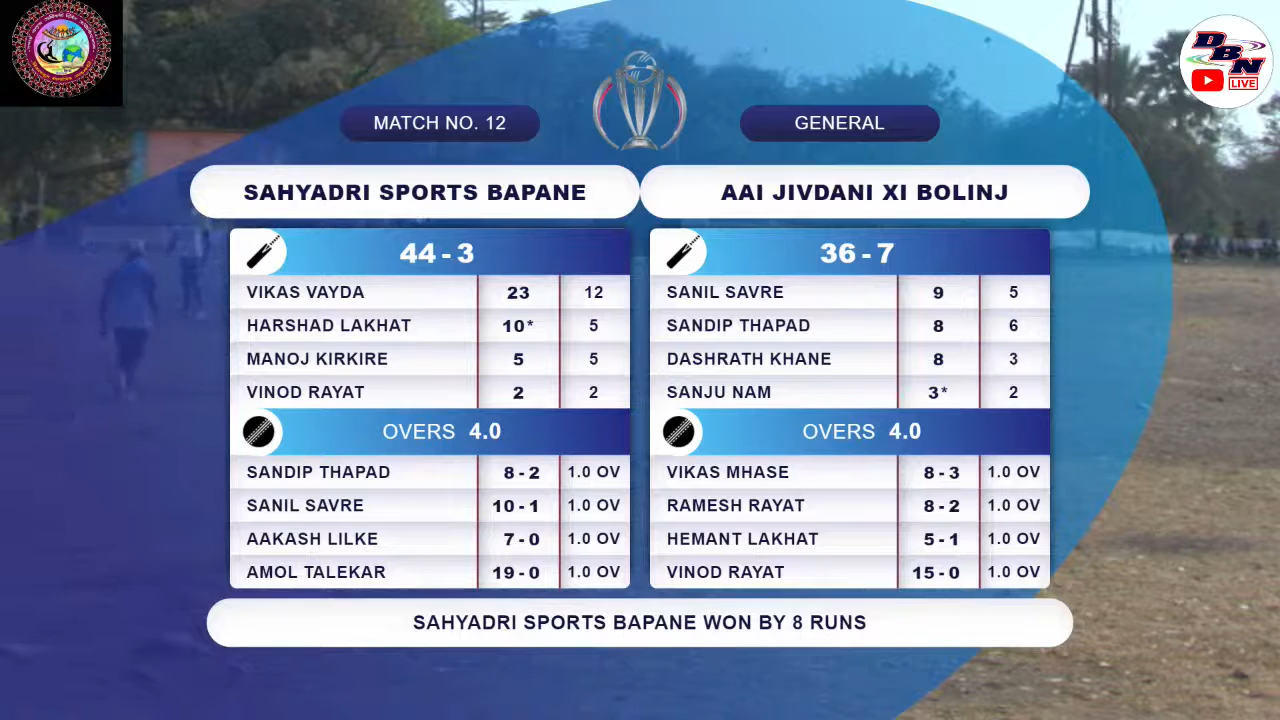 DBN
LIVE
MATCH NO. 12
GENERAL
SAHYADRI SPORTS BAPANE
AAI JIVDANI XI BOLINJ
44 - 3
VIKAS VAYDA 23 12
HARSHAD LAKHAT 10* 5
MANOJ KIRKIRE 5 5
VINOD RAYAT 2 2
OVERS 4.0
SANDIP THAPAD 8 - 2 1.0 OV
SANIL SAVRE 10 - 1 1.0 OV
AAKASH LILKE 7 - 0 1.0 OV
AMOL TALEKAR 19 - 0 1.0 OV
36 - 7
SANIL SAVRE 9 5
SANDIP THAPAD 8 6
DASHRATH KHANE 8 3
SANJU NAM 3* 2
OVERS 4.0
VIKAS MHASE 8 - 3 1.0 OV
RAMESH RAYAT 8 - 2 1.0 OV
HEMANT LAKHAT 5 - 1 1.0 OV
VINOD RAYAT 15 - 0 1.0 OV
SAHYADRI SPORTS BAPANE WON BY 8 RUNS